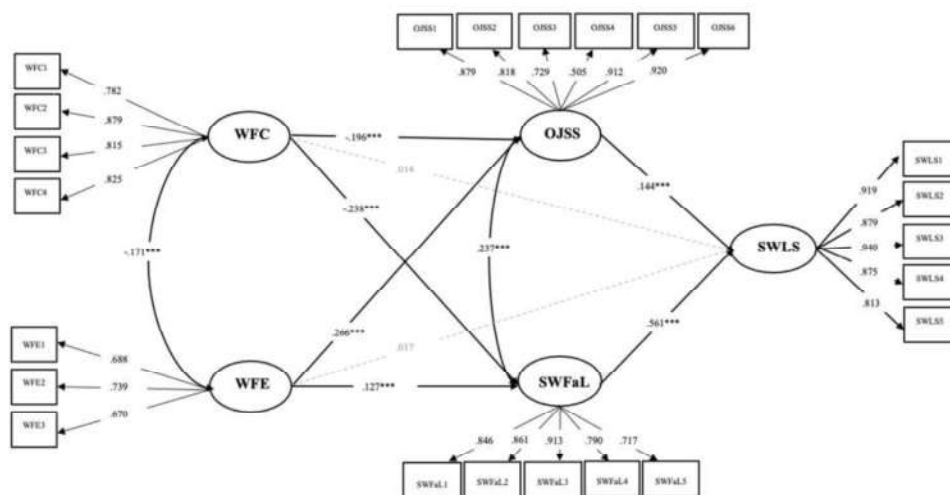 OJSS1 OJSS2 OJSS3 OJSS4 OJSS5 OJSS6
.879 .818 .729 .505 .912 .920
WFC1
WFC2
WFC3
WFC4
.782
.879
.815
.825
WFC
-.196***
OJSS
.014
-.238***
.144***
-.171***
.237***
SWLS
.919
.879
.940
.875
.813
SWLS1
SWLS2
SWLS3
SWLS4
SWLS5
.266***
.017
.561***
WFE1
WFE2
WFE3
.688
.739
.670
WFE
.127***
SWFaL
.846 .861 .913 .790 .717
SWFaL1 SWFaL2 SWFaL3 SWFaL4 SWFaL5